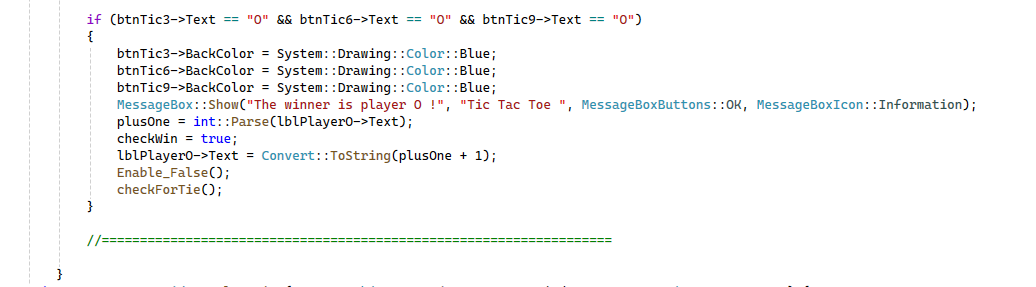 if (btnTic3->Text == "O" && btnTic6->Text == "O" && btnTic9->Text == "O")
{
btnTic3->BackColor = System::Drawing::Color::Blue;
btnTic6->BackColor = System::Drawing::Color::Blue;
btnTic9->BackColor = System::Drawing::Color::Blue;
MessageBox::Show("The winner is player O !", "Tic Tac Toe ", MessageBoxButtons::OK, MessageBoxIcon::Information);
plusOne = int::Parse(lblPlayerO->Text);
checkWin = true;
lblPlayerO->Text = Convert::ToString(plusOne + 1);
Enable_False();
checkForTie();
}
//===================================================================
}